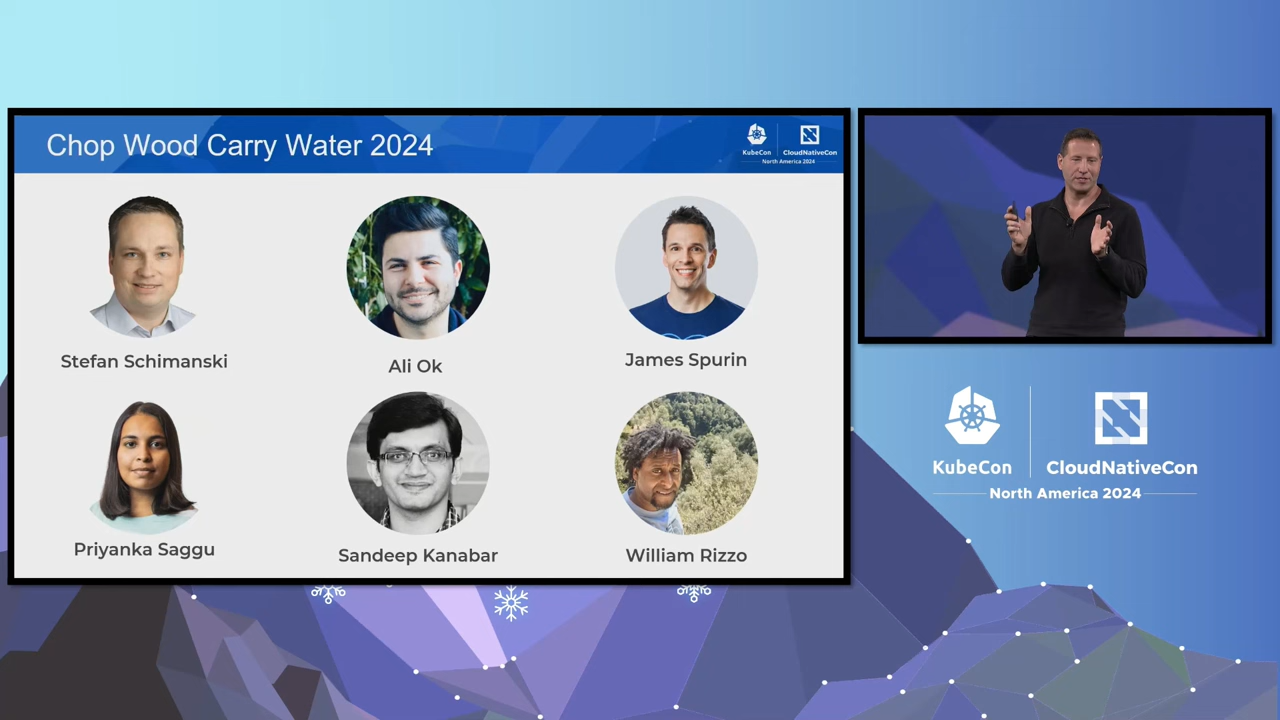 Chop Wood Carry Water 2024
KubeCon
CloudNativeCon
North America 2024
Stefan Schimanski
Ali Ok
James Spurin
Priyanka Saggu
Sandeep Kanabar
William Rizzo
KubeCon
CloudNativeCon
North America 2024